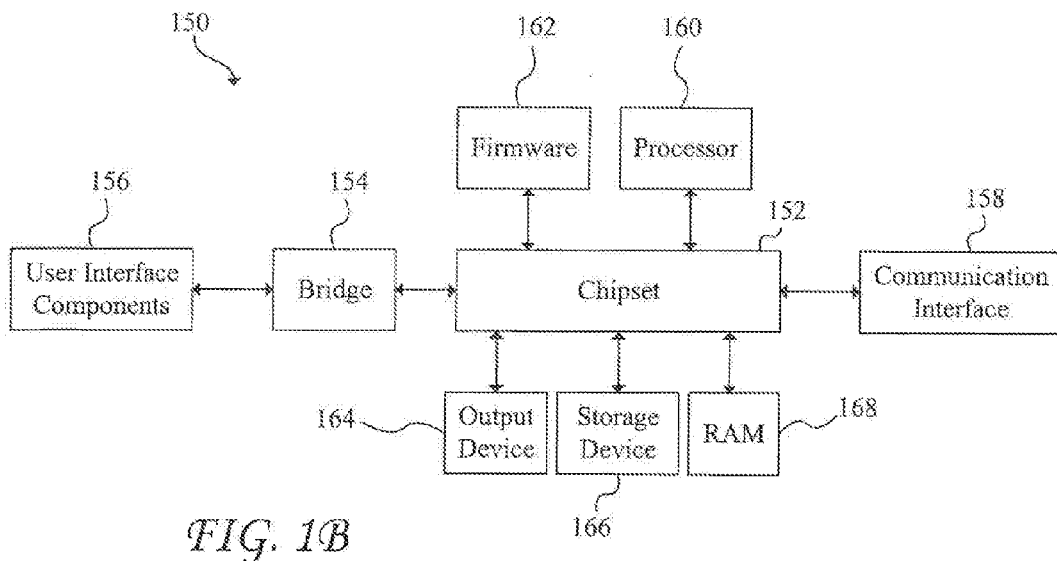 150
162
160
Firmware
Processor
156
154
152
158
User Interface
Components
Bridge
Chipset
Communication
Interface
164
Output
Device
Storage
Device
RAM
168
166
FIG. 1B